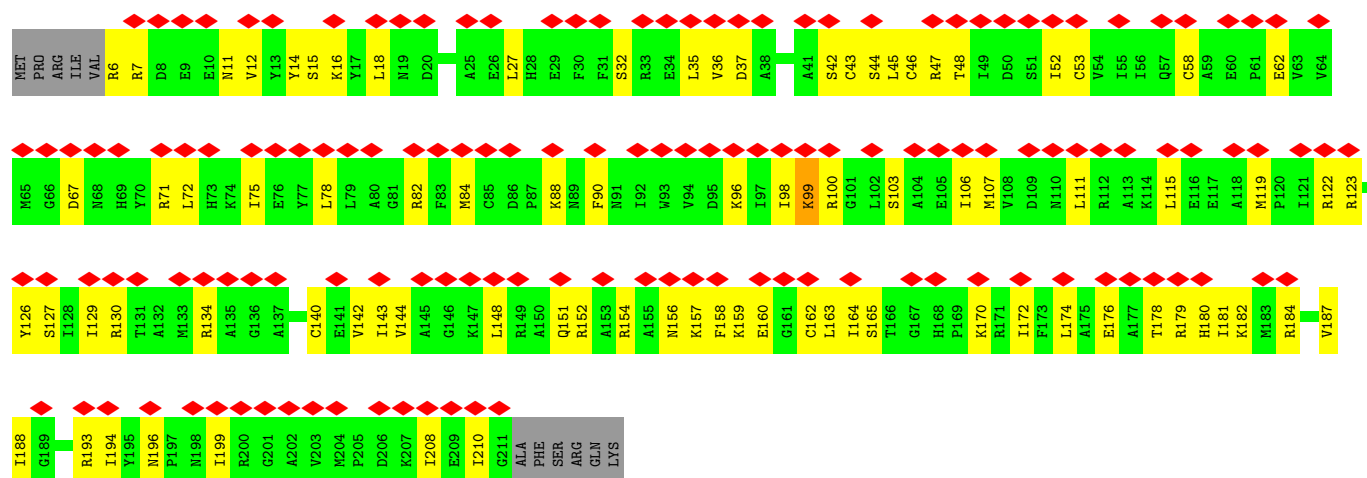 MET PRO ARG ILE VAL R6 R7 D8 E9 E10 N11 V12 Y13 Y14 S15 K16 Y17 L18 N19 D20 A25 E26 L27 H28 E29 F30 F31 S32 R33 E34 L35 V36 D37 A38 A41 S42 C43 S44 L45 C46 R47 T48 I49 D50 S51 I52 C53 V54 I55 I56 Q57 C58 A59 E60 P61 E62 V63 V64
M65 G66 D67 N68 H69 Y70 R71 L72 H73 K74 I75 E76 Y77 L78 L79 A80 G81 R82 F83 M84 C85 D86 P87 K88 N89 F90 N91 I92 W93 V94 D95 K96 I97 I98 K99 R100 G101 L102 S103 A104 E105 I106 M107 V108 D109 N110 L111 R112 A113 K114 L115 E116 E117 A118 M119 P120 I121 R122 R123
Y126 S127 I128 I129 R130 T131 A132 M133 R134 A135 G136 A137 C140 E141 V142 I143 V144 A145 G146 K147 L148 R149 A150 Q151 R152 A153 R154 A155 N156 K157 F158 K159 E160 G161 C162 L163 I164 S165 T166 G167 H168 P169 K170 R171 I172 F173 L174 A175 E176 A177 T178 R179 H180 I181 K182 M183 R184 V187
I188 G189 R193 I194 Y195 N196 P197 N198 I199 R200 G201 A202 V203 M204 P205 D206 K207 I208 E209 I210 G211 ALA PHE SER ARG GLN LYS